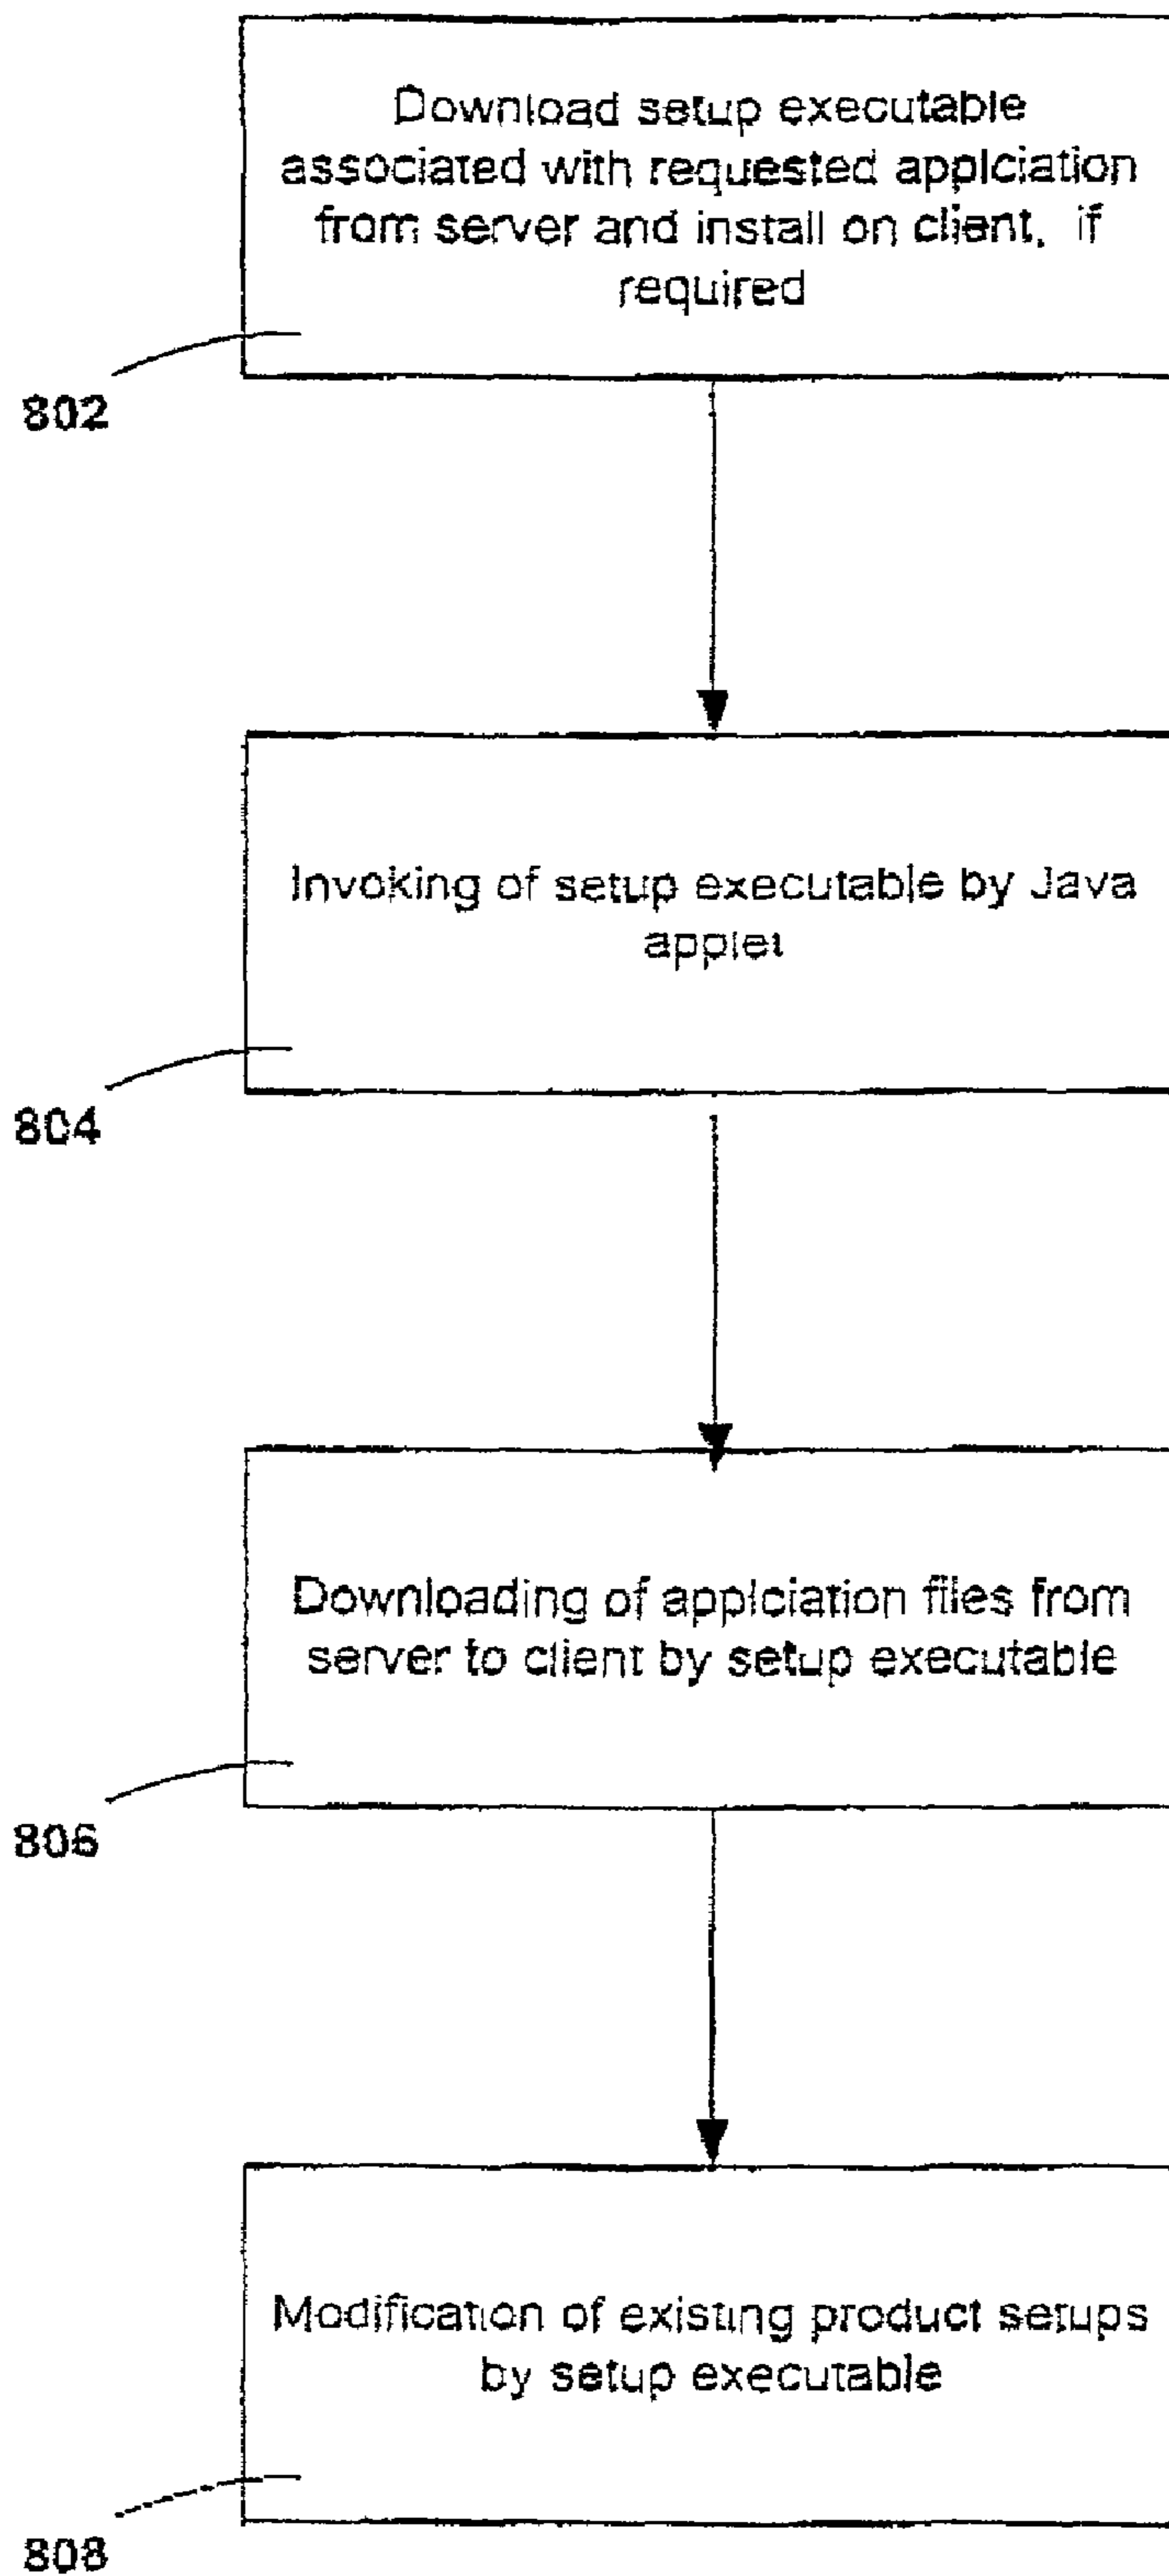 Download setup executable
associated with requested applciation
from server and install on client, if
required
802
Invoking of setup executable by Java
applet
804
Downloading of applciation files from
server to client by setup executable
806
Modification of existing product setups
by setup executable
808